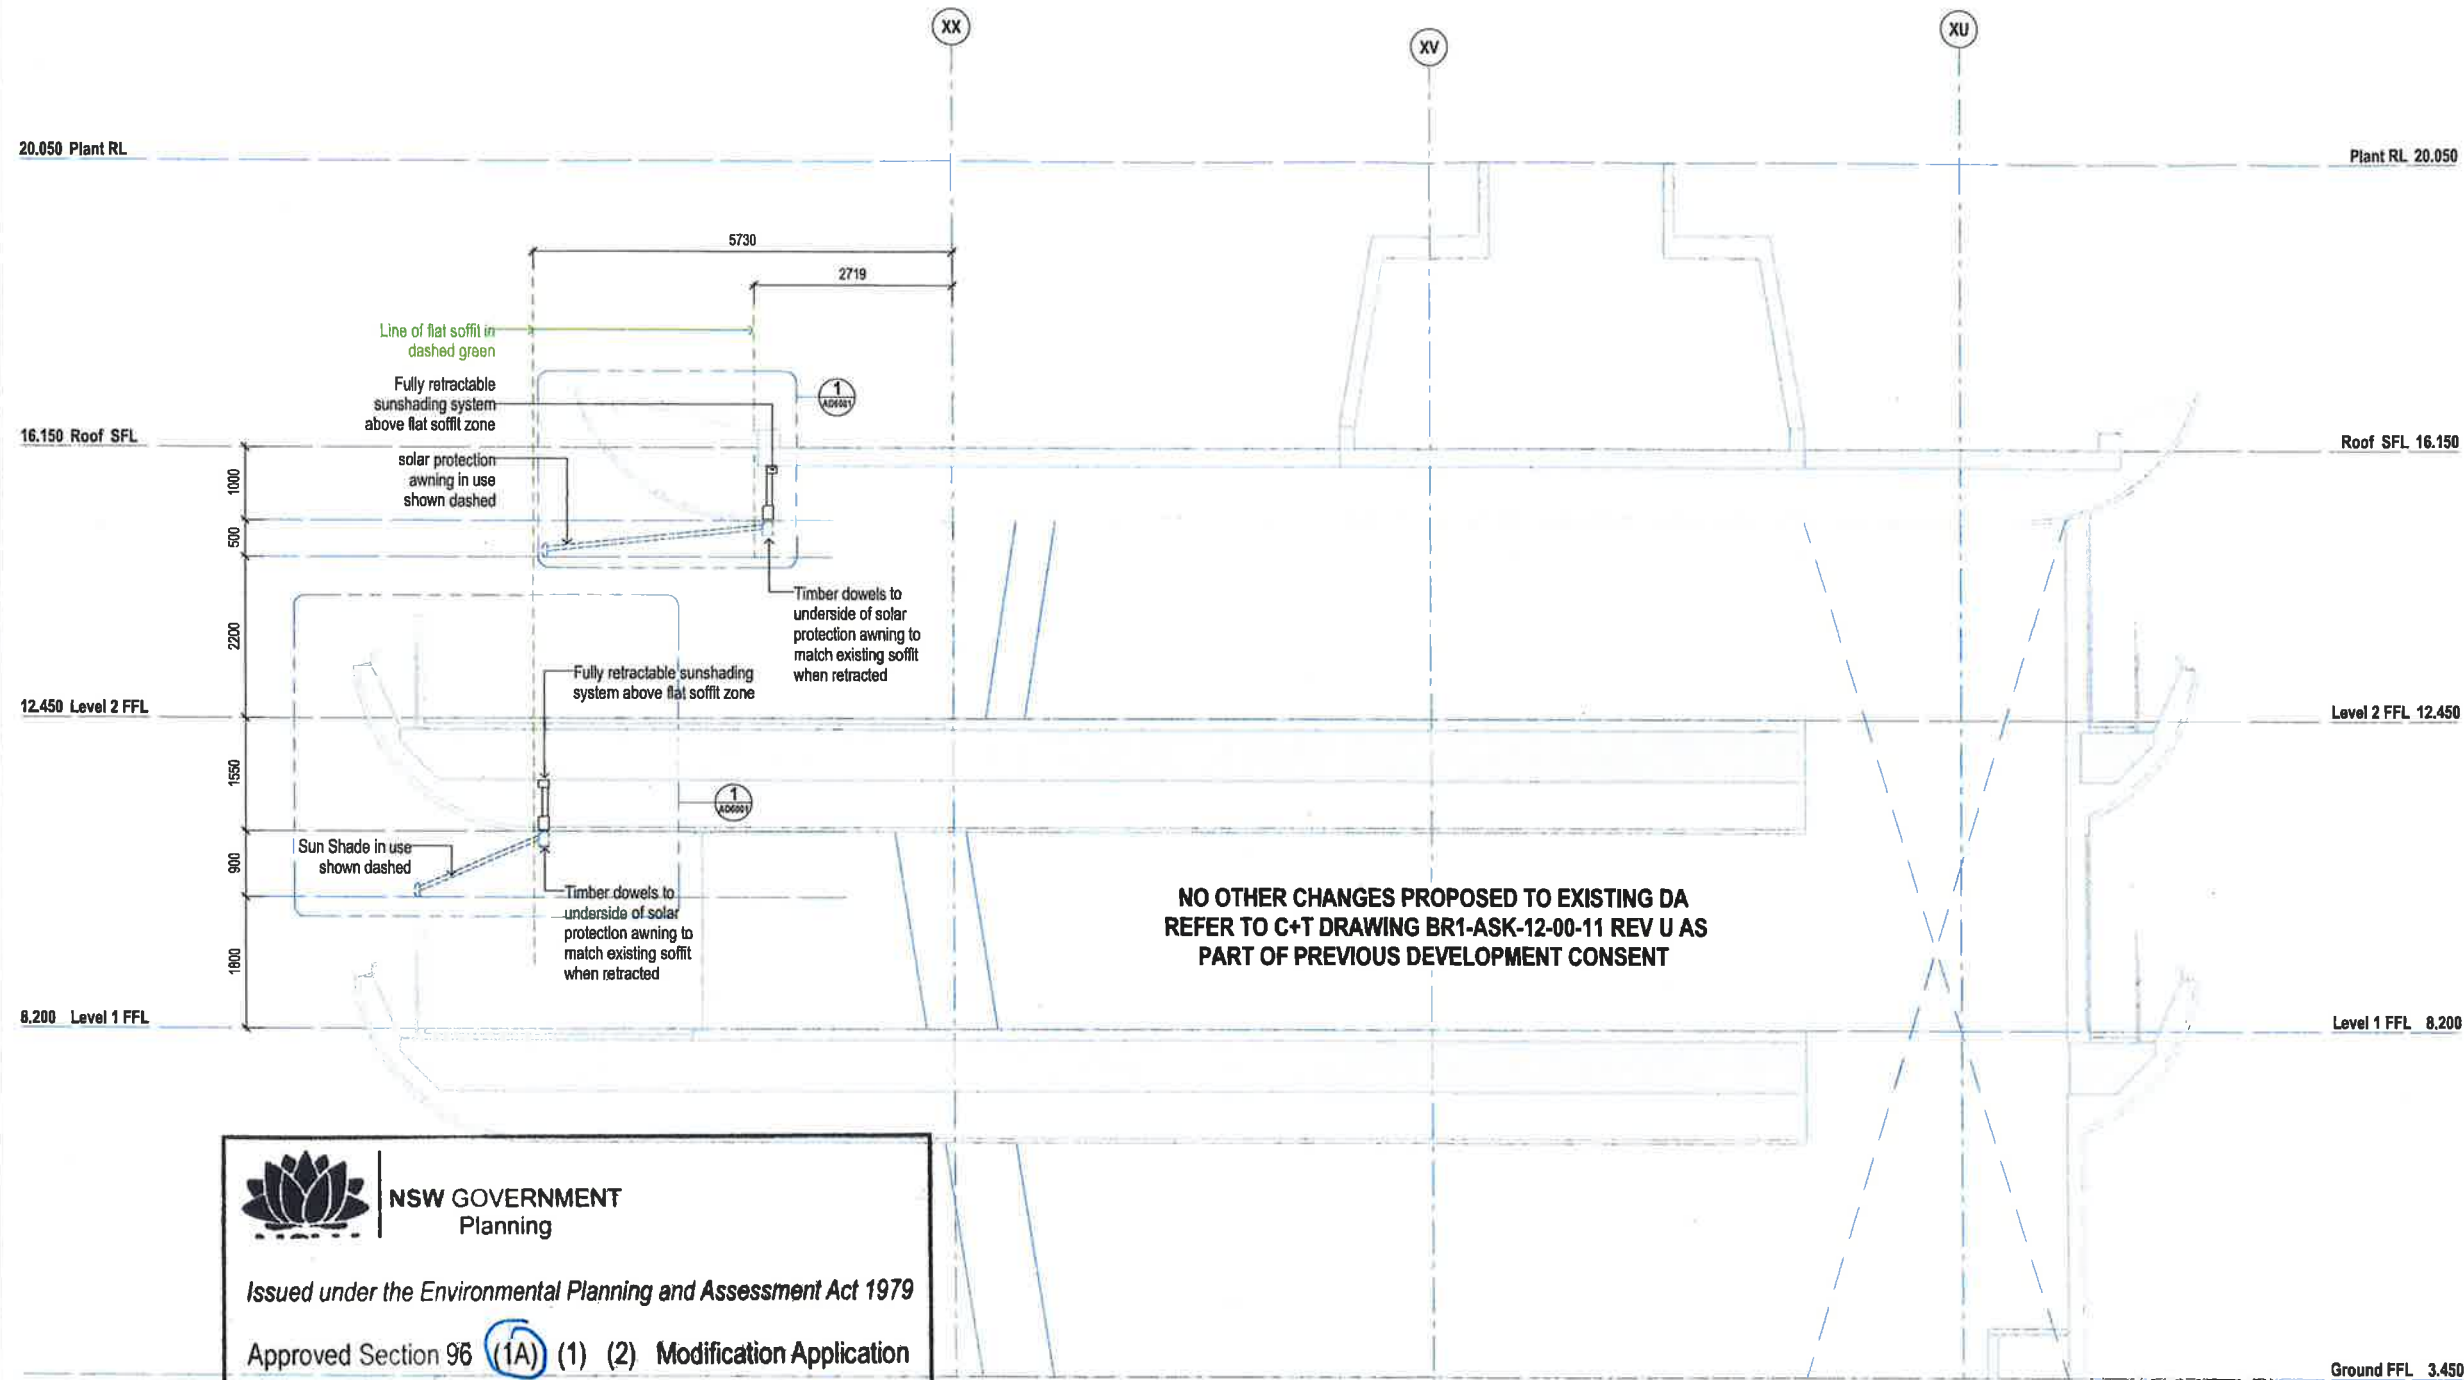 XX
XV
XU
20.050 Plant RL
Plant RL 20.050
5730
2719
Line of flat soffit in
dashed green
Fully retractable
sunshading system
above flat soffit zone
1
AD6001
16.150 Roof SFL
Roof SFL 16.150
solar protection
awning in use
shown dashed
1000
500
2200
1550
900
1800
Timber dowels to
underside of solar
protection awning to
match existing soffit
when retracted
Fully retractable sunshading
system above flat soffit zone
12.450 Level 2 FFL
Level 2 FFL 12.450
1
AD6001
Sun Shade in use
shown dashed
Timber dowels to
underside of solar
protection awning to
match existing soffit
when retracted
NO OTHER CHANGES PROPOSED TO EXISTING DA
REFER TO C+T DRAWING BR1-ASK-12-00-11 REV U AS
PART OF PREVIOUS DEVELOPMENT CONSENT
8.200 Level 1 FFL
Level 1 FFL 8.200
NSW GOVERNMENT
Planning
Issued under the Environmental Planning and Assessment Act 1979
Approved Section 96 (1A) (1) (2) Modification Application
Ground FFL 3.450